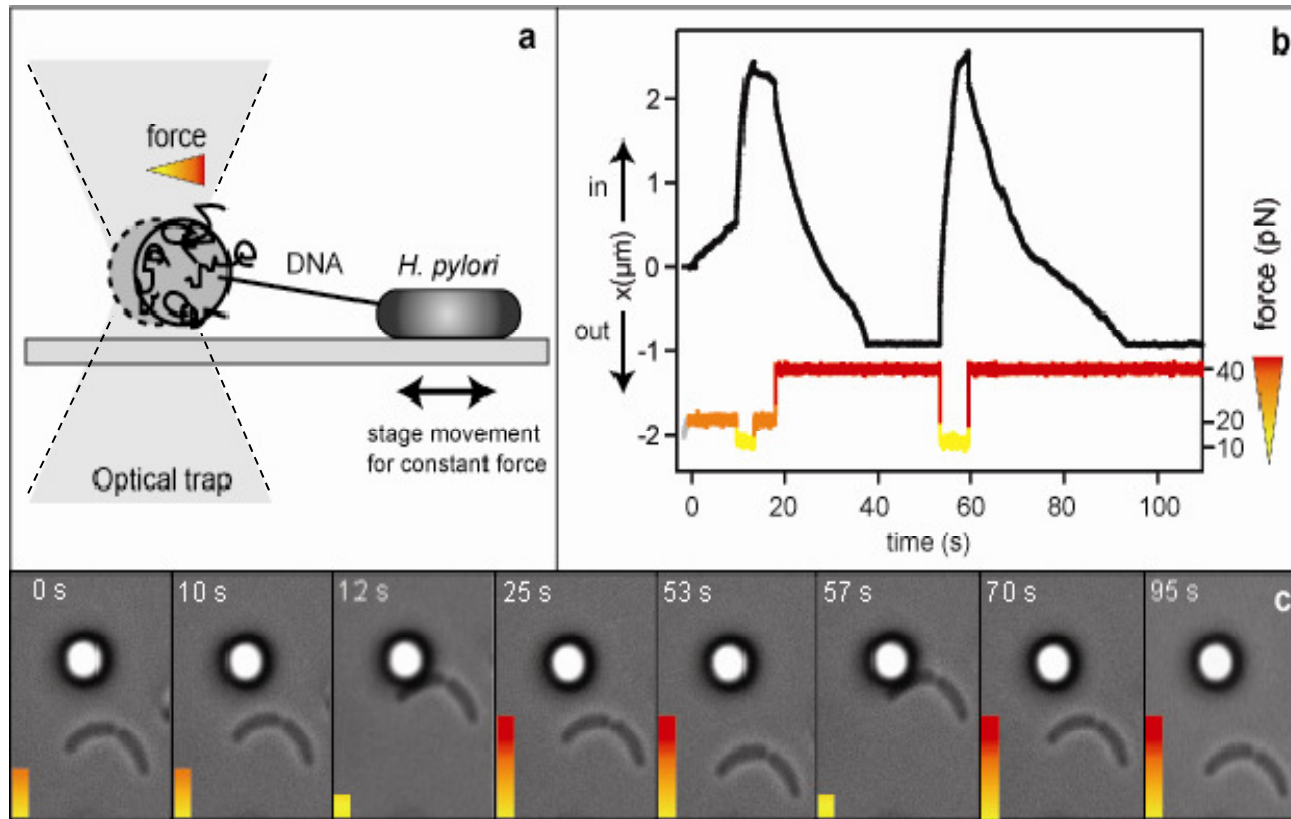 a
force
DNA
H. pylori
stage movement
for constant force
Optical trap
b
2
1
0
-1
-2
in
x(μm)
out
40
20
10
force (pN)
0
20
40
60
80
100
time (s)
0 s
10 s
12 s
25 s
53 s
57 s
70 s
95 s
c